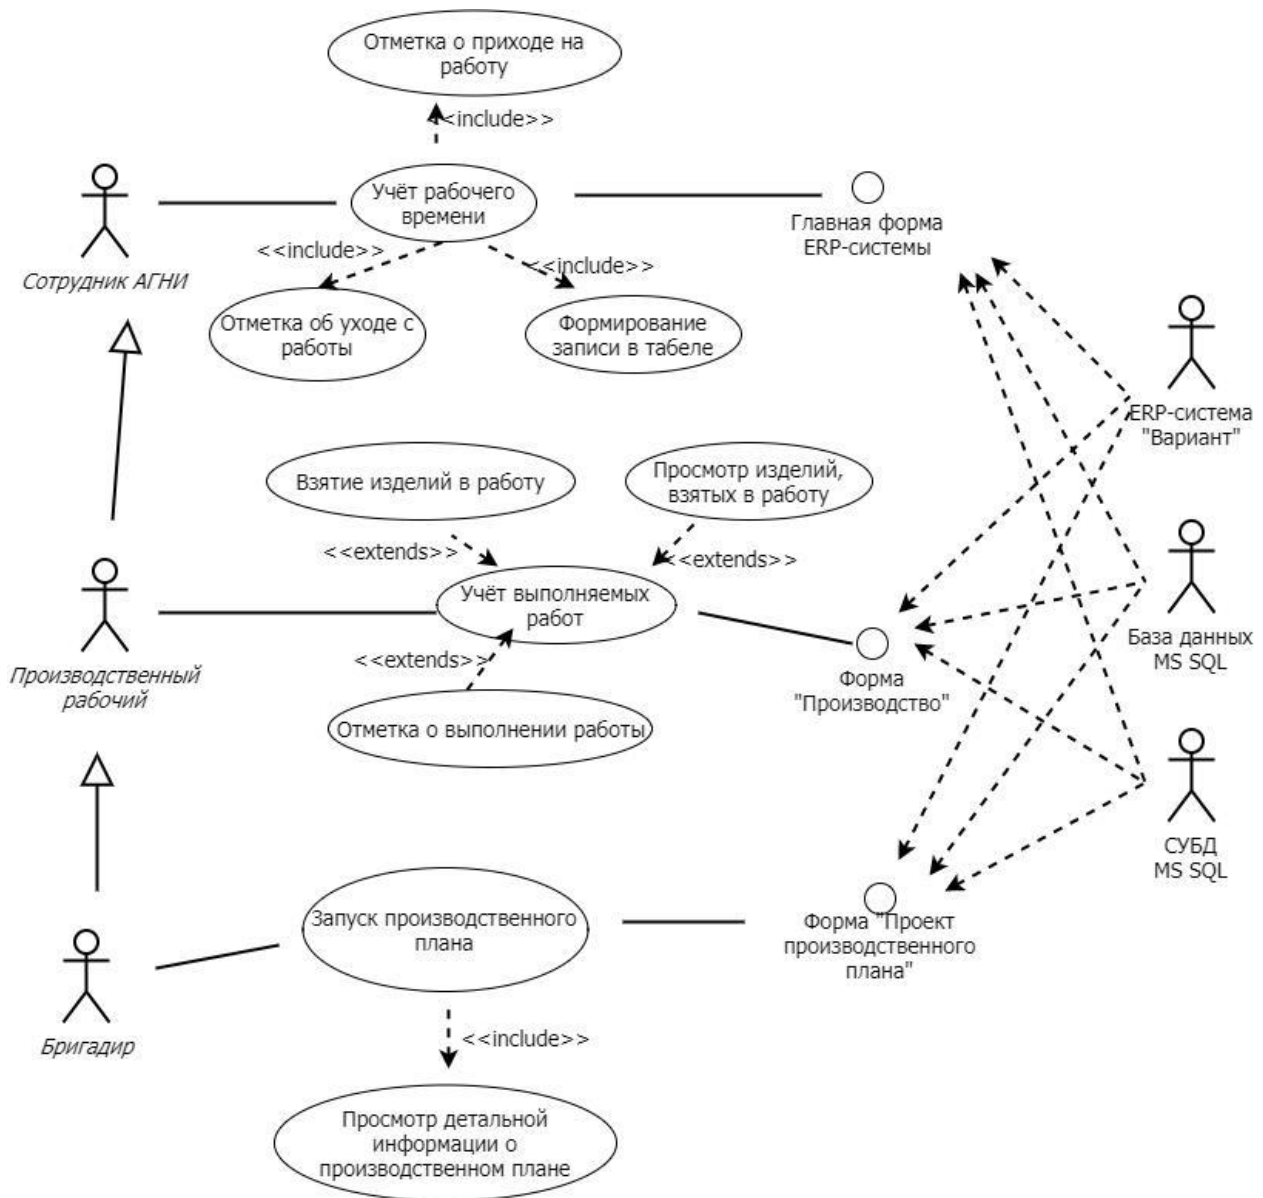 Отметка о приходе на
работу
<<include>>
Учёт рабочего
времени
Главная форма
ERP-системы
<<include>>
<<include>>
Сотрудник АГНИ
Отметка об уходе с
работы
Формирование
записи в табеле
ERP-система
"Вариант"
Взятие изделий в работу
Просмотр изделий,
взятых в работу
<<extends>>
<<extends>>
Учёт выполняемых
работ
База данных
MS SQL
<<extends>>
Производственный
рабочий
Форма
"Производство"
Отметка о выполнении работы
СУБД
MS SQL
Запуск производственного
плана
Форма "Проект
производственного
плана"
Бригадир
<<include>>
Просмотр детальной
информации о
производственном плане